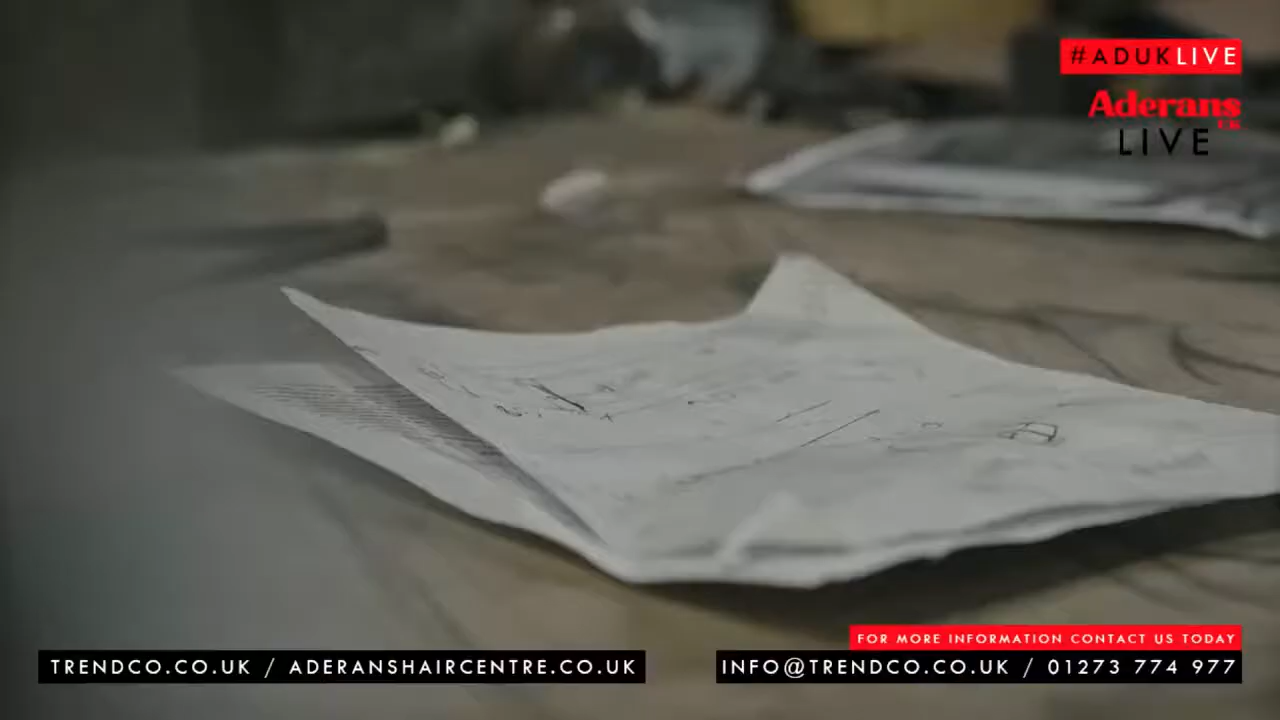 #ADUKLIVE
Aderans
UK
LIVE
FOR MORE INFORMATION CONTACT US TODAY
TRENDCO.CO.UK / ADERANSHAIRCENTRE.CO.UK
INFO@TRENDCO.CO.UK / 01273 774 977